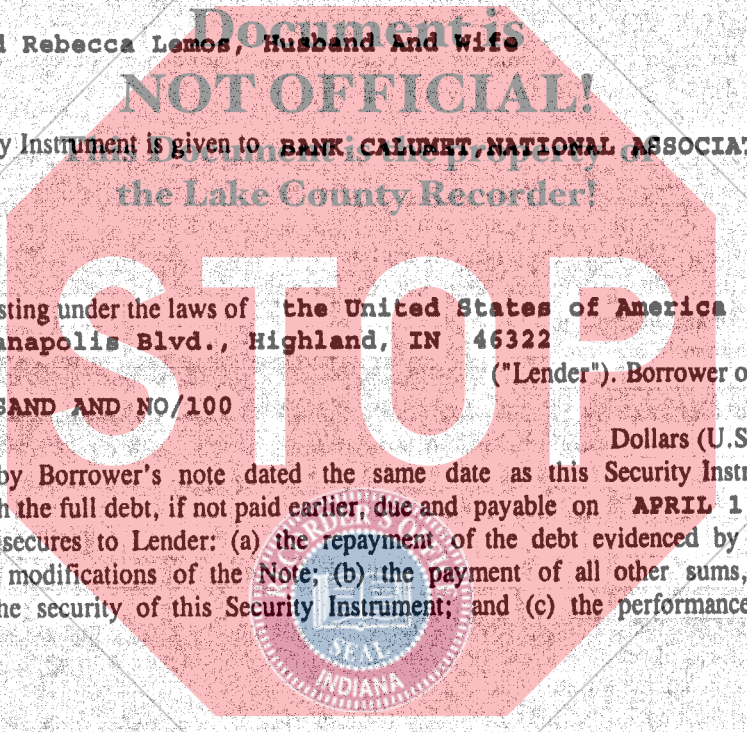 Document is
d Rebecca Lemos, Husband And Wife
NOT OFFICIAL!
y Instrument is given to BANK CALUMET, NATIONAL ASSOCIAT
This Document is the property of
the Lake County Recorder!
STOP
sting under the laws of the United States of America
anapolis Blvd., Highland, IN 46322
("Lender"). Borrower o
SAND AND NO/100
Dollars (U.S
by Borrower's note dated the same date as this Security Instr
h the full debt, if not paid earlier, due and payable on APRIL 1
secures to Lender: (a) the repayment of the debt evidenced by
modifications of the Note; (b) the payment of all other sums,
he security of this Security Instrument; and (c) the performance
RECORDER'S OFFICE
SEAL
INDIANA